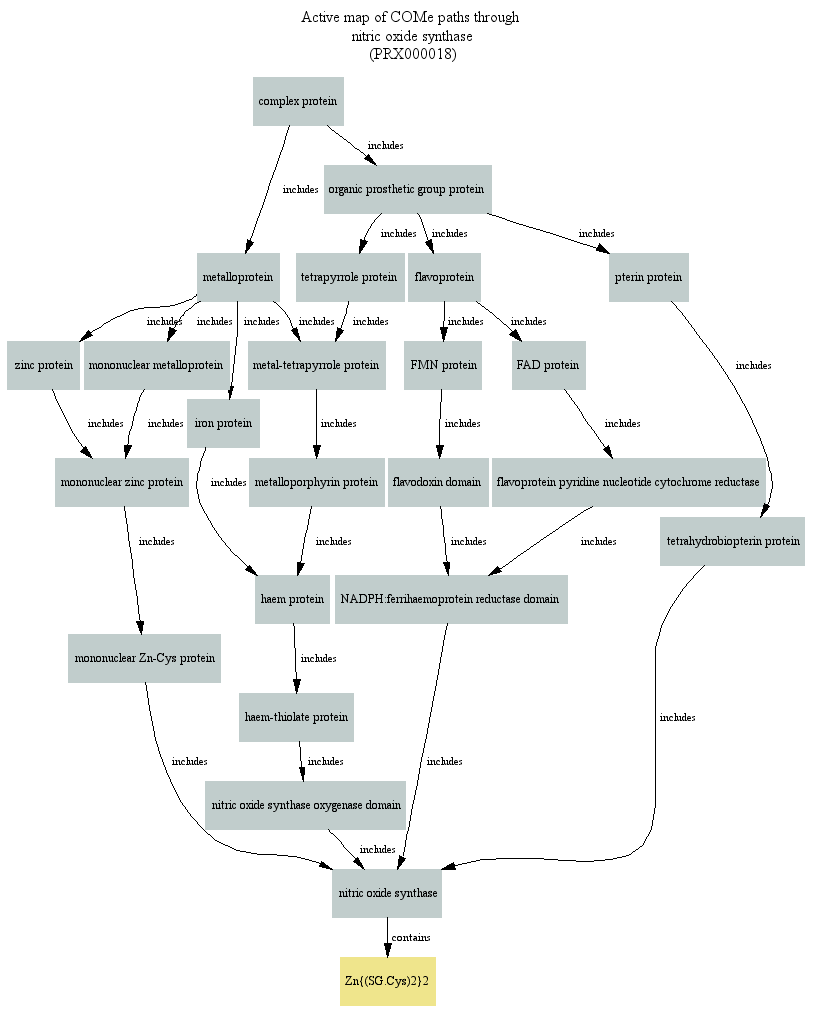 Active map of COMe paths through
nitric oxide synthase
(PRX000018)
complex protein
includes
includes
organic prosthetic group protein
includes
includes
includes
metalloprotein
tetrapyrrole protein
flavoprotein
pterin protein
includes
includes
includes
includes
includes
includes
includes
zinc protein
mononuclear metalloprotein
metal-tetrapyrrole protein
FMN protein
FAD protein
includes
iron protein
includes
includes
includes
includes
includes
mononuclear zinc protein
includes
metalloporphyrin protein
flavodoxin domain
flavoprotein pyridine nucleotide cytochrome reductase
includes
includes
includes
includes
tetrahydrobiopterin protein
haem protein
NADPH:ferrihaemoprotein reductase domain
mononuclear Zn-Cys protein
includes
haem-thiolate protein
includes
includes
includes
includes
nitric oxide synthase oxygenase domain
includes
nitric oxide synthase
contains
Zn{(SG.Cys)2}2